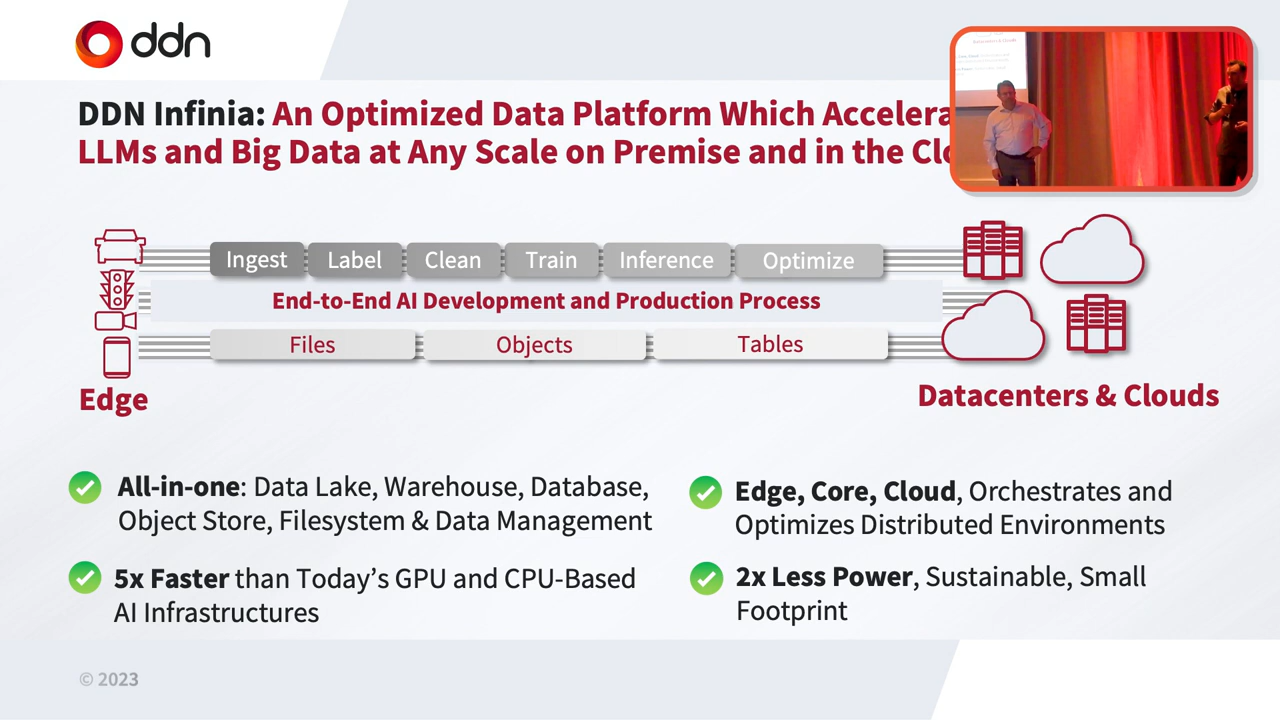 ddn
DDN Infinia: An Optimized Data Platform Which Accelera
LLMs and Big Data at Any Scale on Premise and in the Clo
Ingest
Label
Clean
Train
Inference
Optimize
End-to-End AI Development and Production Process
Files
Objects
Tables
Edge
Datacenters & Clouds
All-in-one: Data Lake, Warehouse, Database,
Object Store, Filesystem & Data Management
5x Faster than Today's GPU and CPU-Based
AI Infrastructures
Edge, Core, Cloud, Orchestrates and
Optimizes Distributed Environments
2x Less Power, Sustainable, Small
Footprint
© 2023